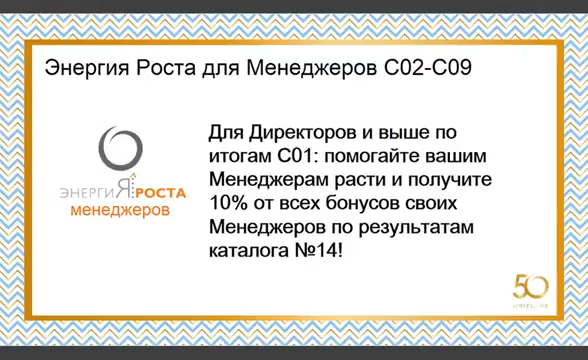 Энергия Роста для Менеджеров С02-С09
Для Директоров и выше по
итогам С01: помогайте вашим
Менеджерам расти и получите
10% от всех бонусов своих
Менеджеров по результатам
каталога №14!
ЭНЕРГИЯ РОСТА
менеджеров
50